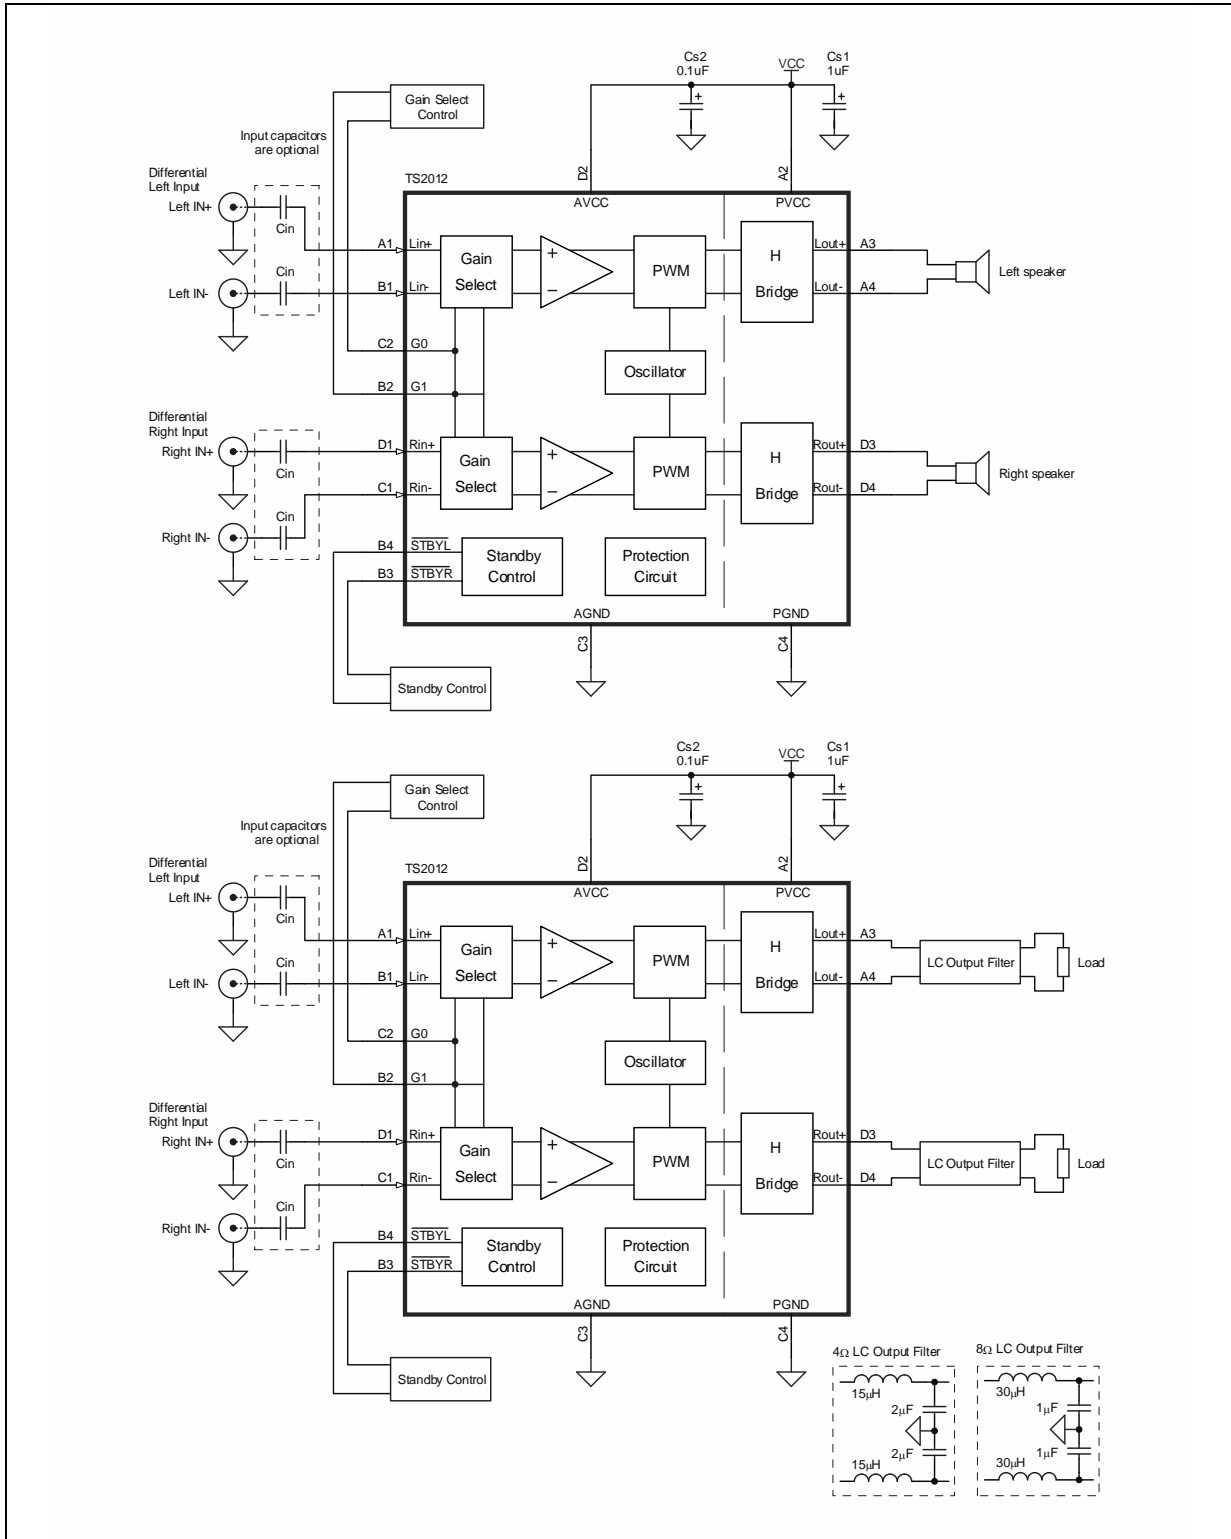 Cs2
0.1uF
VCC
Cs1
1uF
Gain Select
Control
Input capacitors
are optional
Differential
Left Input
Left IN+
Cin
Left IN-
Cin
TS2012
D2
A2
AVCC
PVCC
A1
Lin+
B1
Lin-
Gain
Select
+
−
PWM
H
Bridge
Lout+
A3
Lout-
A4
Left speaker
C2
G0
B2
G1
Oscillator
Differential
Right Input
Right IN+
Cin
Right IN-
Cin
D1
Rin+
C1
Rin-
Gain
Select
+
−
PWM
H
Bridge
Rout+
D3
Rout-
D4
Right speaker
B4
STBYL
B3
STBYR
Standby
Control
Protection
Circuit
AGND
PGND
C3
C4
Standby Control
Cs2
0.1uF
VCC
Cs1
1uF
Gain Select
Control
Input capacitors
are optional
Differential
Left Input
Left IN+
Cin
Left IN-
Cin
TS2012
D2
A2
AVCC
PVCC
A1
Lin+
B1
Lin-
Gain
Select
+
−
PWM
H
Bridge
Lout+
A3
Lout-
A4
LC Output Filter
Load
C2
G0
B2
G1
Oscillator
Differential
Right Input
Right IN+
Cin
Right IN-
Cin
D1
Rin+
C1
Rin-
Gain
Select
+
−
PWM
H
Bridge
Rout+
D3
Rout-
D4
LC Output Filter
Load
B4
STBYL
B3
STBYR
Standby
Control
Protection
Circuit
AGND
PGND
C3
C4
Standby Control
4Ω LC Output Filter
15μH
2μF
2μF
15μH
8Ω LC Output Filter
30μH
1μF
1μF
30μH